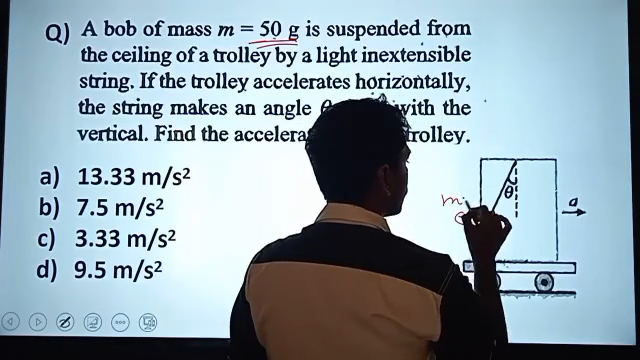 Q) A bob of mass m = 50 g is suspended from
the ceiling of a trolley by a light inextensible
string. If the trolley accelerates horizontally,
the string makes an angle θ with the
vertical. Find the trolley.
a) 13.33 m/s²
b) 7.5 m/s²
c) 3.33 m/s²
d) 9.5 m/s²
θ
a
m